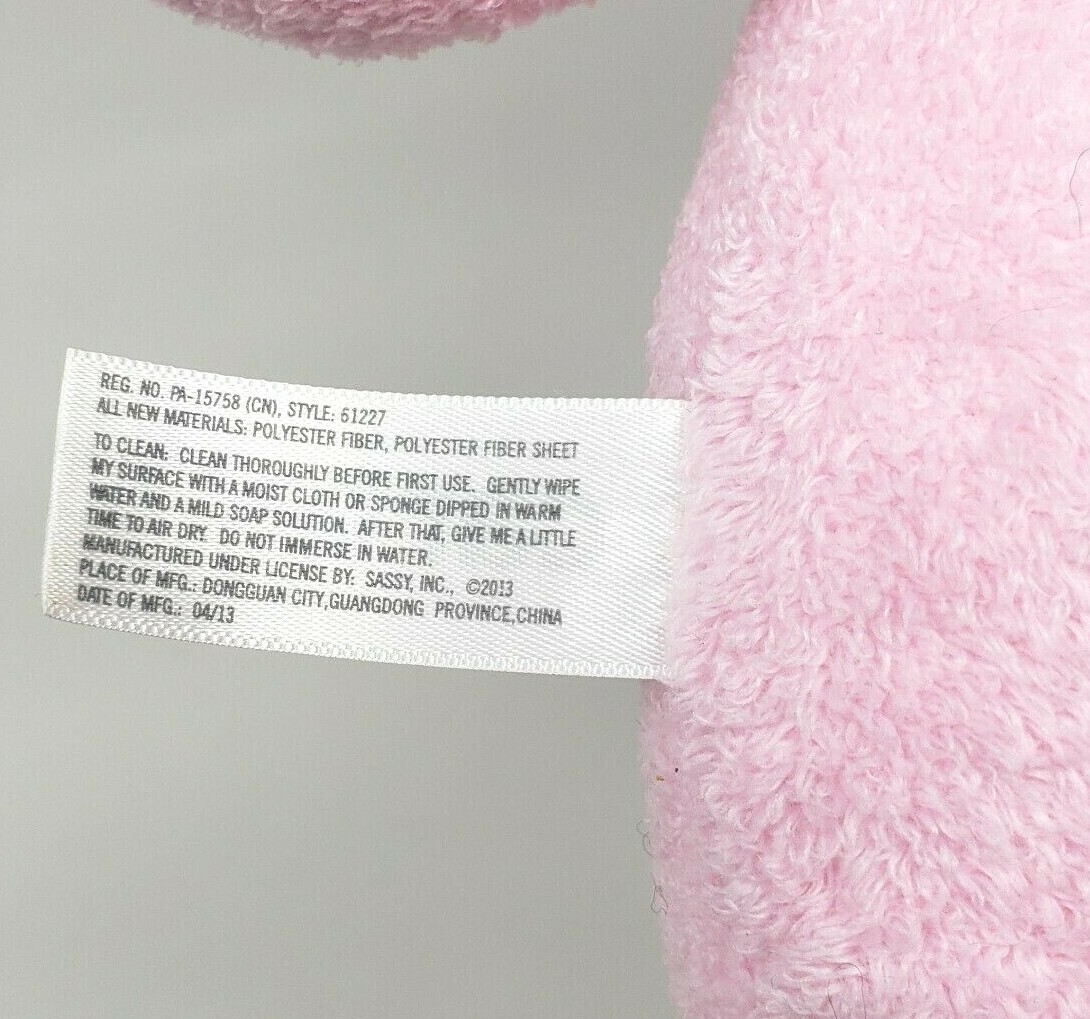 REG. NO. PA-15758 (CN), STYLE: 61227
ALL NEW MATERIALS: POLYESTER FIBER, POLYESTER FIBER SHEET
TO CLEAN: CLEAN THOROUGHLY BEFORE FIRST USE. GENTLY WIPE
MY SURFACE WITH A MOIST CLOTH OR SPONGE DIPPED IN WARM
WATER AND A MILD SOAP SOLUTION. AFTER THAT, GIVE ME A LITTLE
TIME TO AIR DRY. DO NOT IMMERSE IN WATER.
MANUFACTURED UNDER LICENSE BY: SASSY, INC., ©2013
PLACE OF MFG.: DONGGUAN CITY,GUANGDONG PROVINCE,CHINA
DATE OF MFG.: 04/13